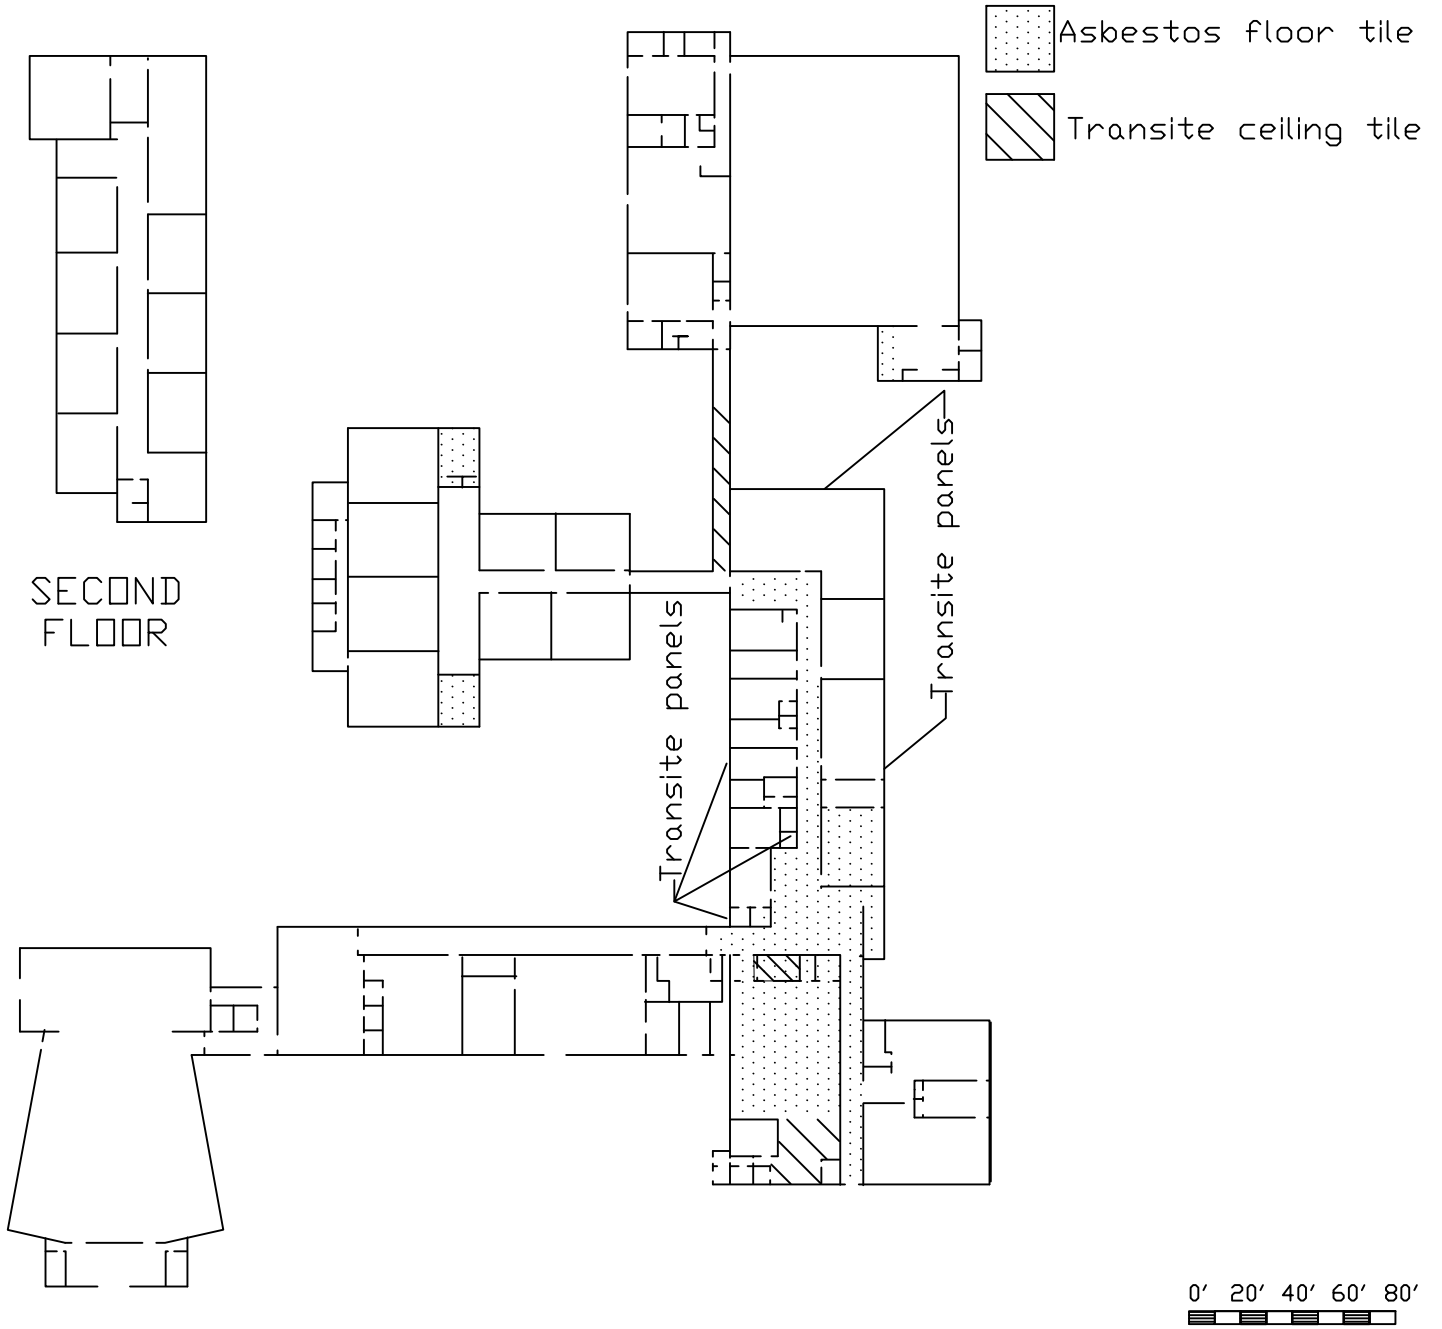 Asbestos floor tile
Transite ceiling tile
Transite panels
SECOND
FLOOR
Transite panels
0' 20' 40' 60' 80'